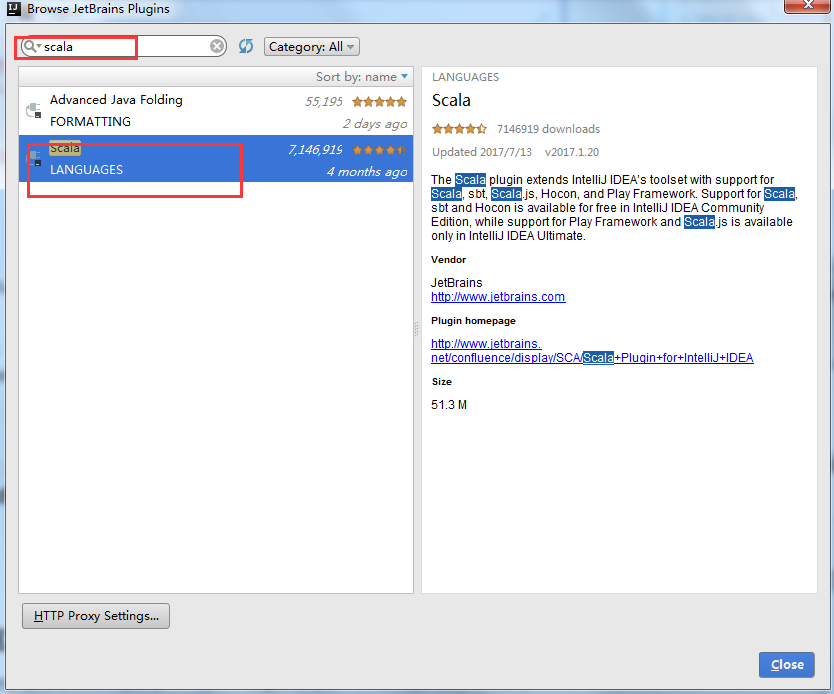 Browse JetBrains Plugins
scala
Category: All
Sort by: name
Advanced Java Folding
55,195
FORMATTING
2 days ago
Scala
7,146,919
LANGUAGES
4 months ago
LANGUAGES
Scala
7146919 downloads
Updated 2017/7/13 v2017.1.20
The Scala plugin extends IntelliJ IDEA's toolset with support for
Scala, sbt, Scala.js, Hocon, and Play Framework. Support for Scala,
sbt and Hocon is available for free in IntelliJ IDEA Community
Edition, while support for Play Framework and Scala.js is available
only in IntelliJ IDEA Ultimate.
Vendor
JetBrains
http://www.jetbrains.com
Plugin homepage
http://www.jetbrains.
net/confluence/display/SCA/Scala+Plugin+for+IntelliJ+IDEA
Size
51.3 M
HTTP Proxy Settings...
Close